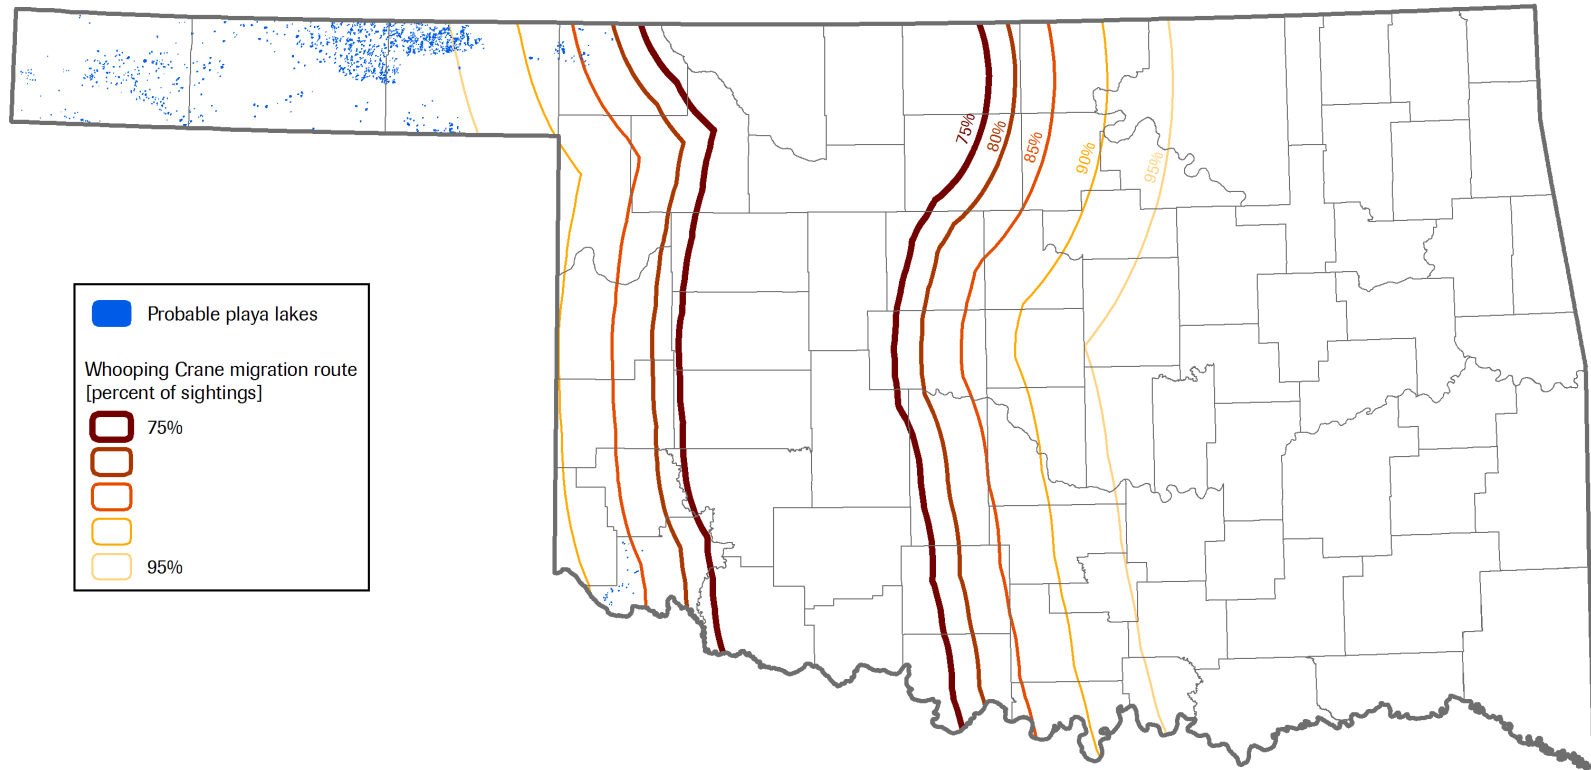 75%
80%
85%
90%
95%
Probable playa lakes
Whooping Crane migration route
[percent of sightings]
75%
95%